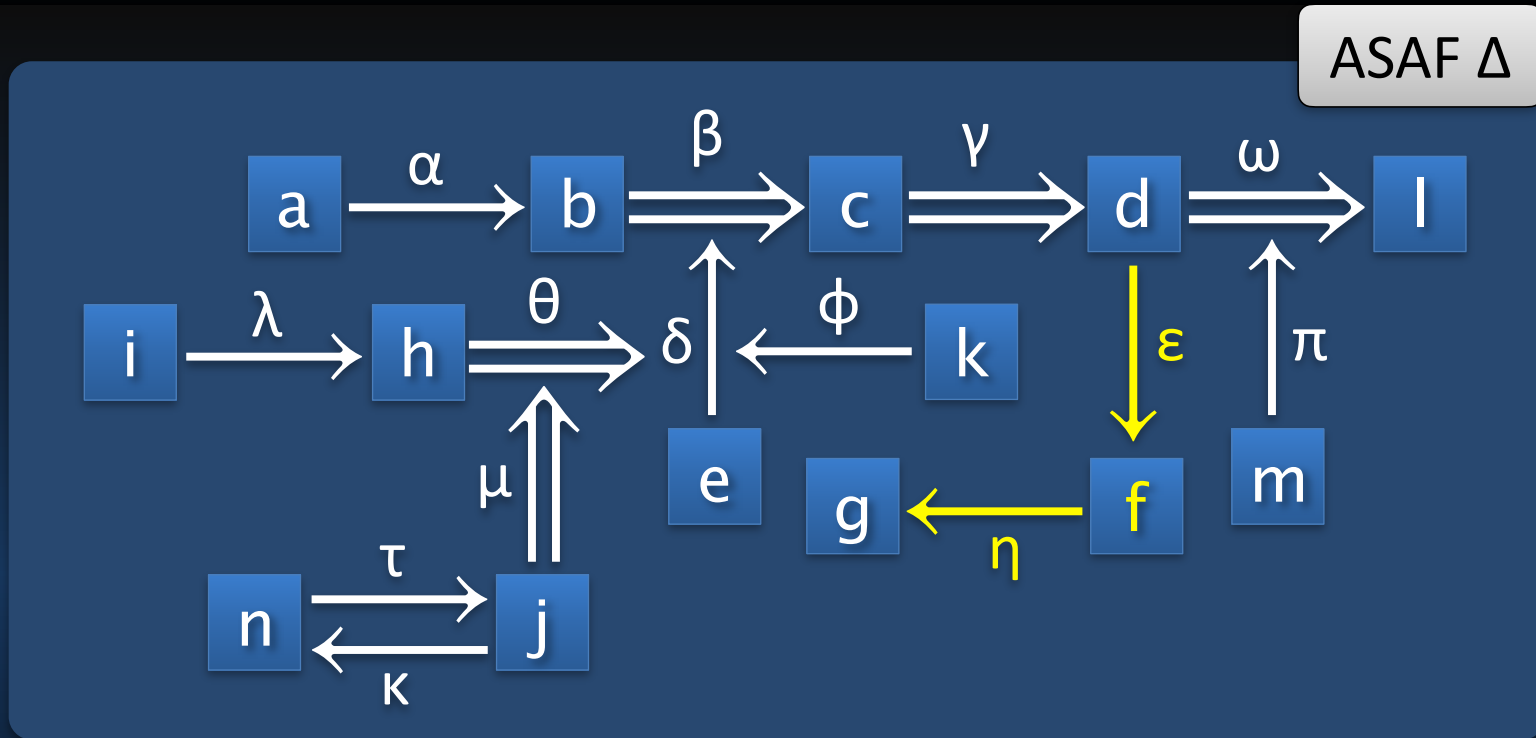 ASAF Δ
α β γ ω
a b c d l
λ θ δ ϕ ε π
i h k
μ e g f m
η
τ
n j
κ